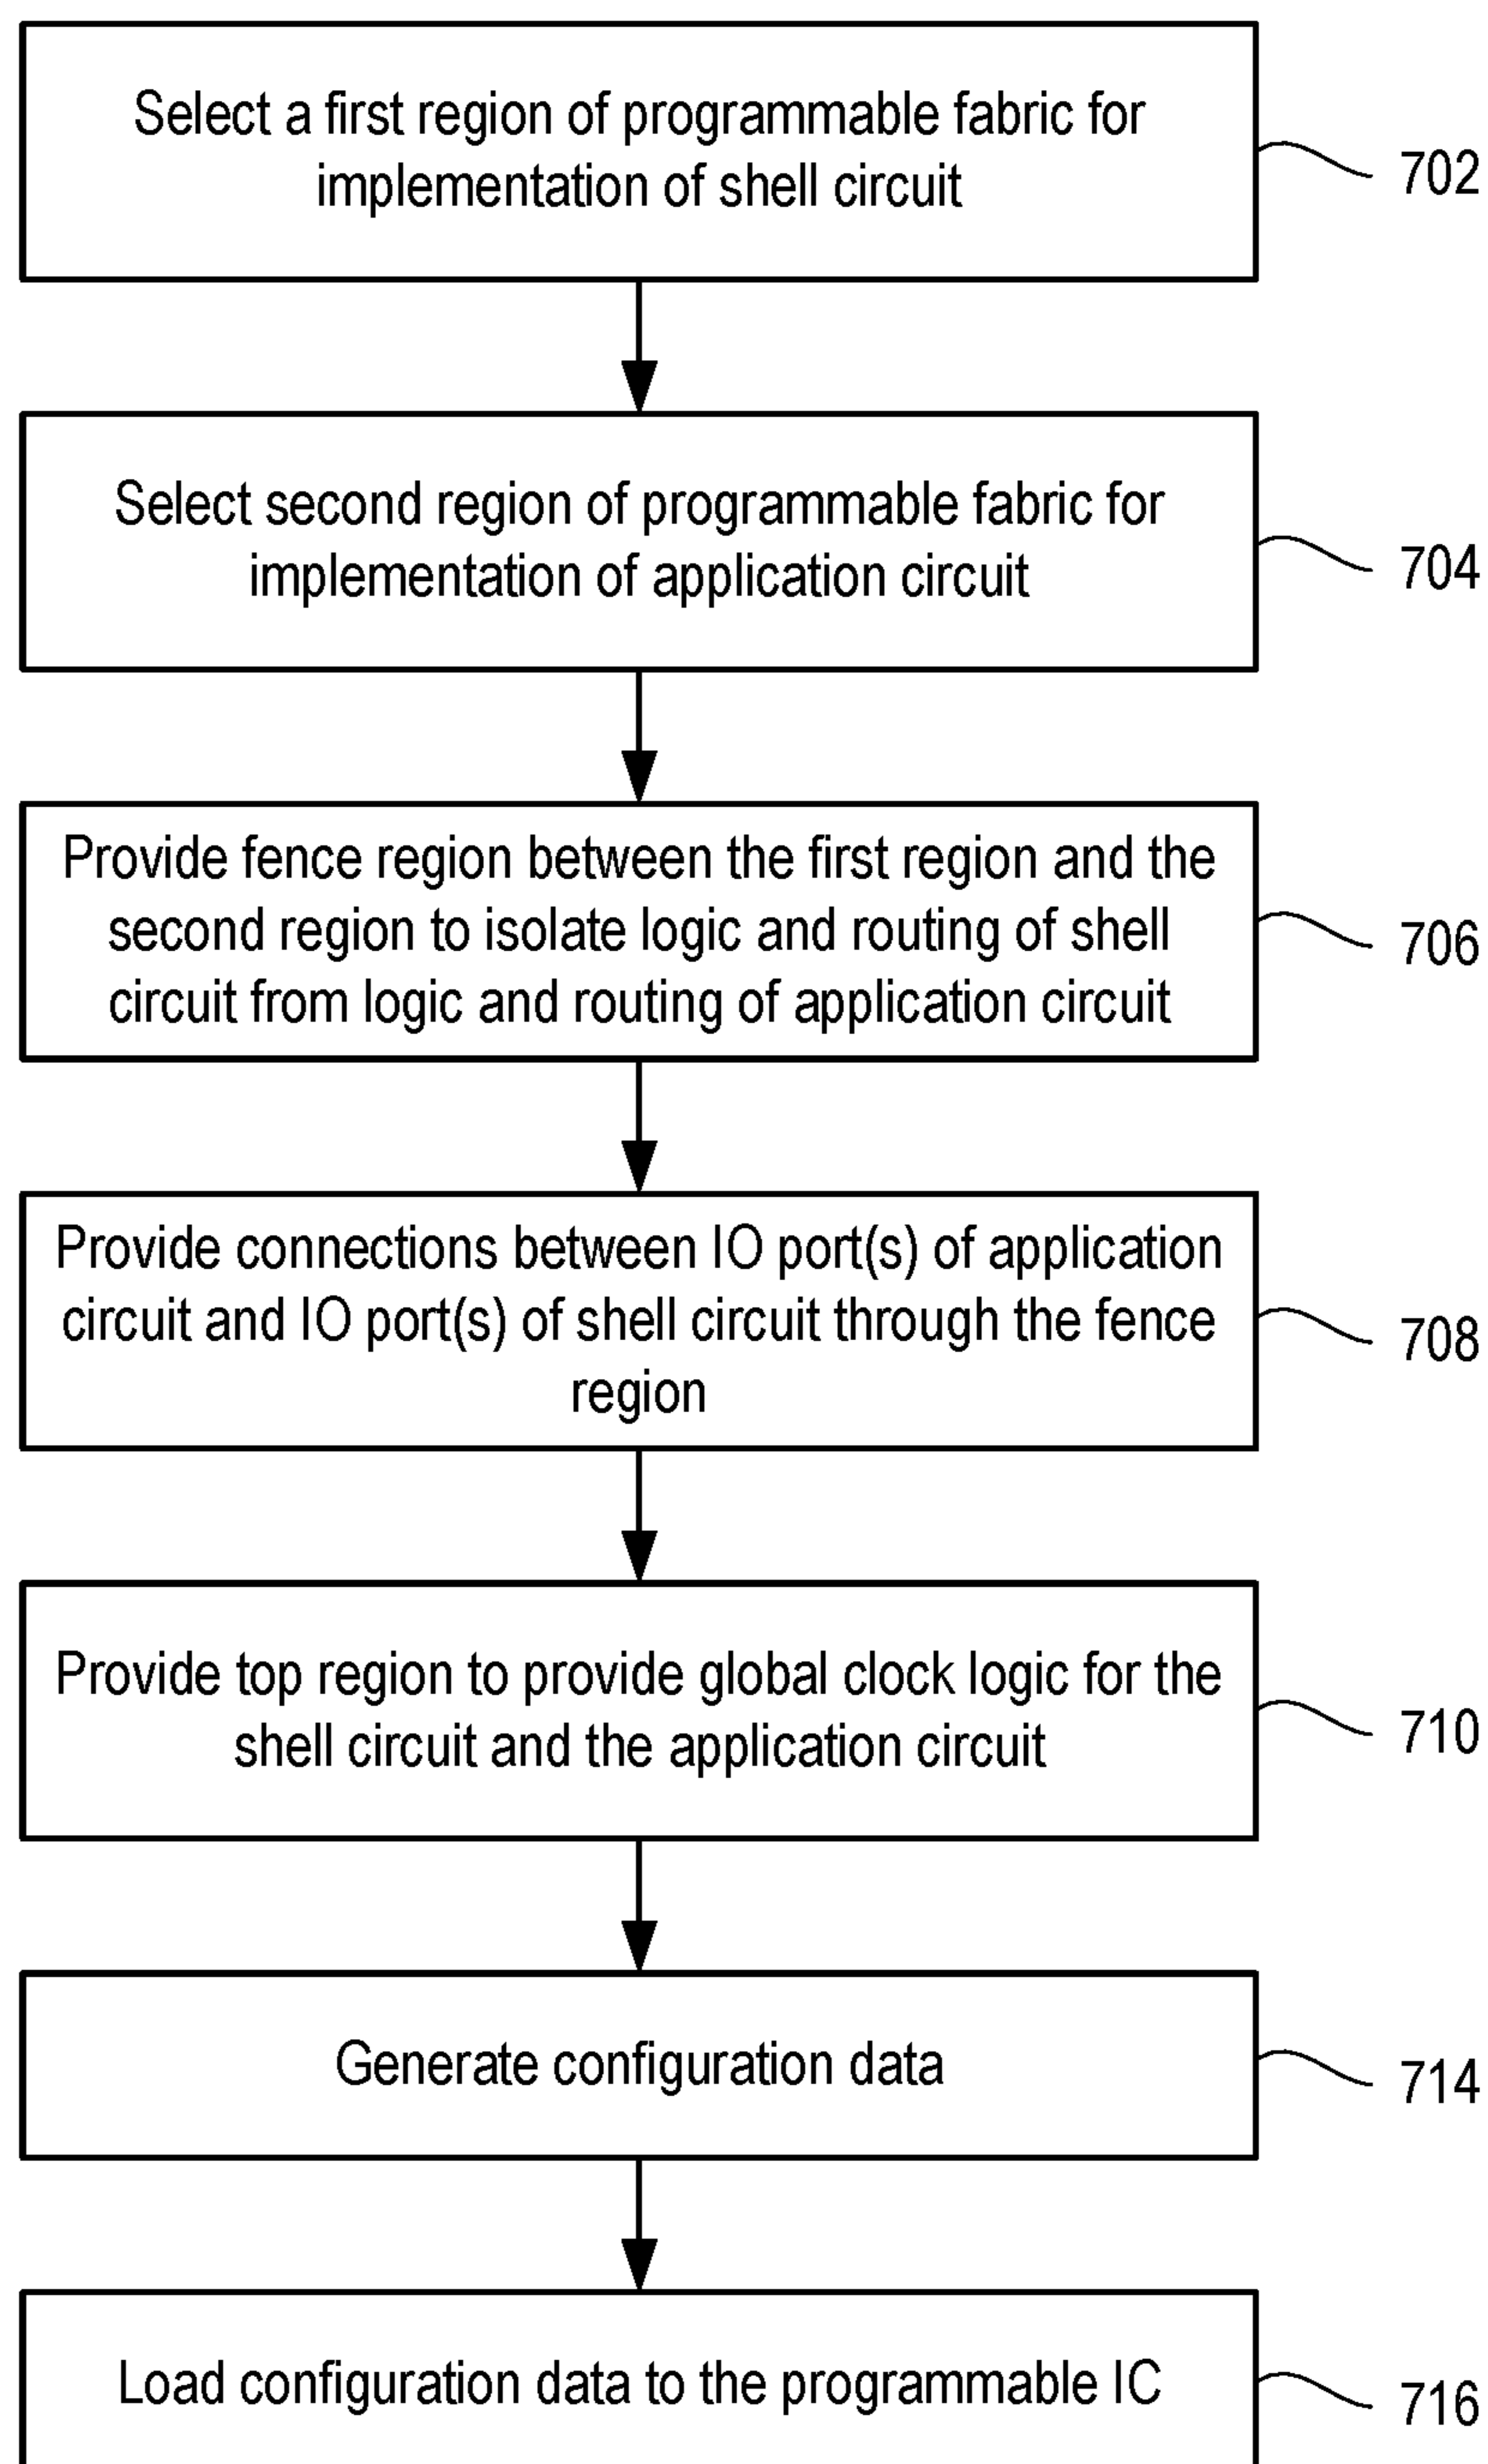 Select a first region of programmable fabric for
implementation of shell circuit
702
Select second region of programmable fabric for
implementation of application circuit
704
Provide fence region between the first region and the
second region to isolate logic and routing of shell
circuit from logic and routing of application circuit
706
Provide connections between IO port(s) of application
circuit and IO port(s) of shell circuit through the fence
region
708
Provide top region to provide global clock logic for the
shell circuit and the application circuit
710
Generate configuration data
714
Load configuration data to the programmable IC
716